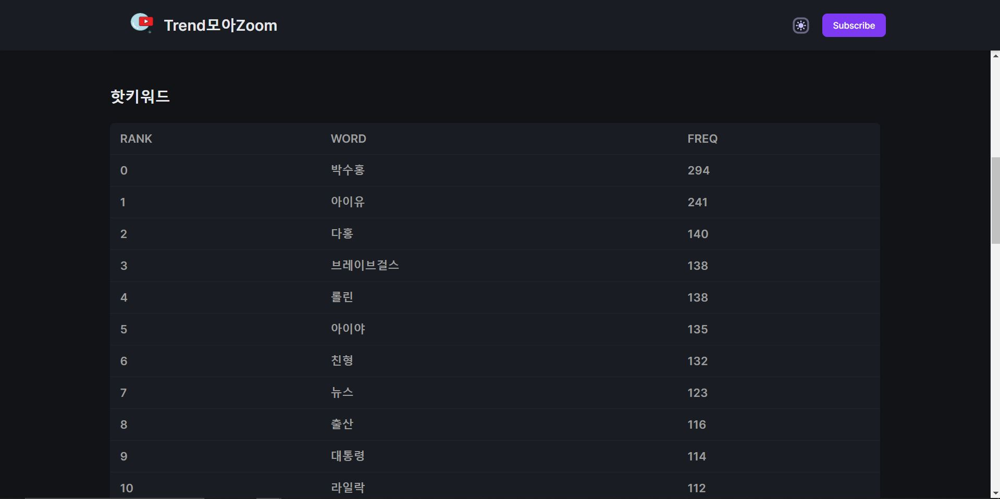 Trend모아Zoom
Subscribe
핫키워드
RANK WORD FREQ
0 박수홍 294
1 아이유 241
2 다홍 140
3 브레이브걸스 138
4 롤린 138
5 아이야 135
6 친형 132
7 뉴스 123
8 출산 116
9 대통령 114
10 라일락 112